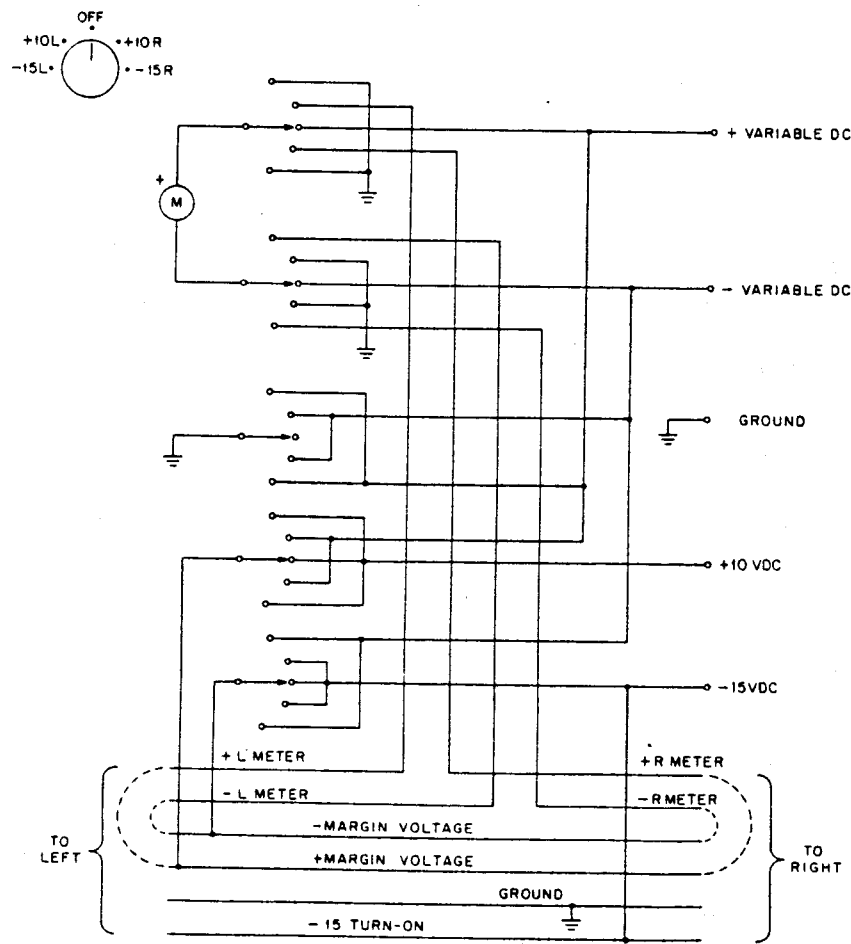 OFF
+10L
+10R
-15L
-15R
+ VARIABLE DC
+
M
- VARIABLE DC
GROUND
+10 VDC
-15VDC
+ L METER
+R METER
- L METER
-R METER
-MARGIN VOLTAGE
TO
LEFT
TO
RIGHT
+MARGIN VOLTAGE
GROUND
- 15 TURN-ON